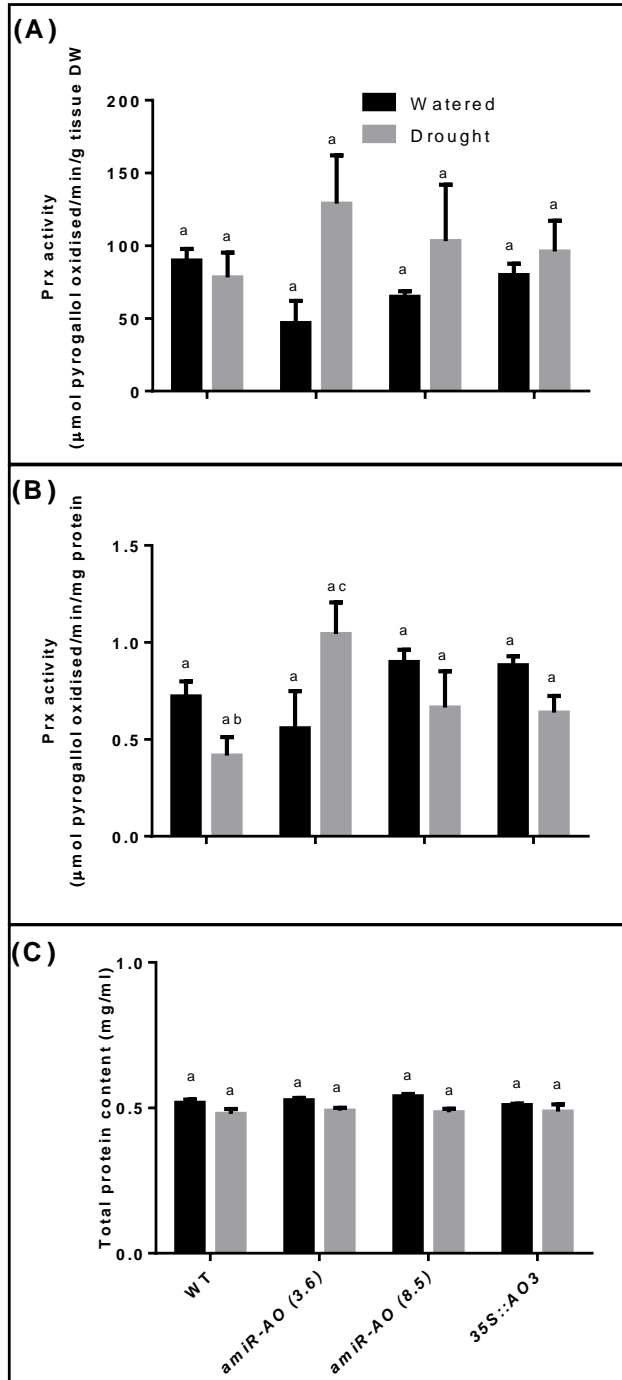 (A)
Prx activity
(µmol pyrogallol oxidised/min/g tissue DW
200
150
100
50
0
Watered
Drought
a
a
a
a
a
a
a
a
(B)
Prx activity
(µmol pyrogallol oxidised/min/mg protein
1.5
1.0
0.5
0.0
a
a b
a
a c
a
a
a
a
(C)
Total protein content (mg/ml)
1.0
0.5
0.0
a
a
a
a
a
a
a
a
WT
amiR-AO (3.6)
amiR-AO (8.5)
35S::AO3